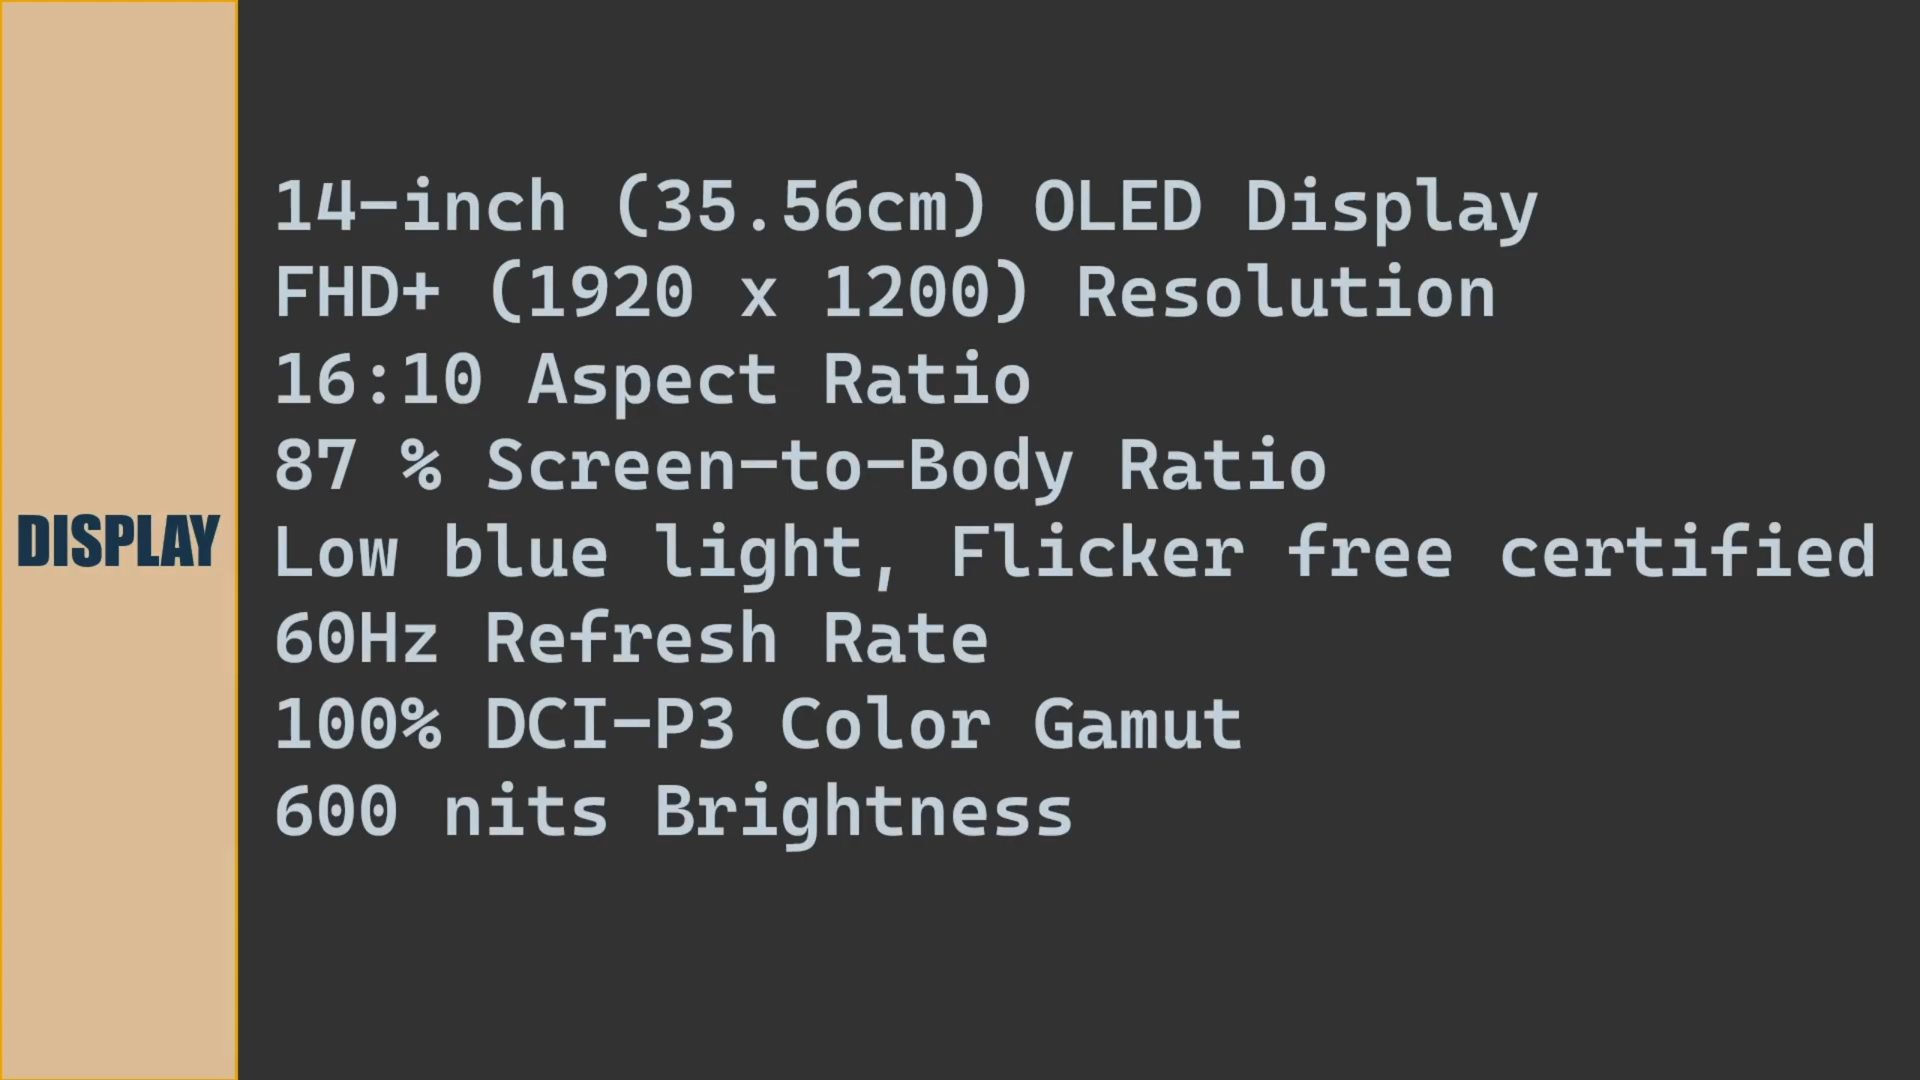 DISPLAY
14-inch (35.56cm) OLED Display
FHD+ (1920 x 1200) Resolution
16:10 Aspect Ratio
87 % Screen-to-Body Ratio
Low blue light, Flicker free certified
60Hz Refresh Rate
100% DCI-P3 Color Gamut
600 nits Brightness